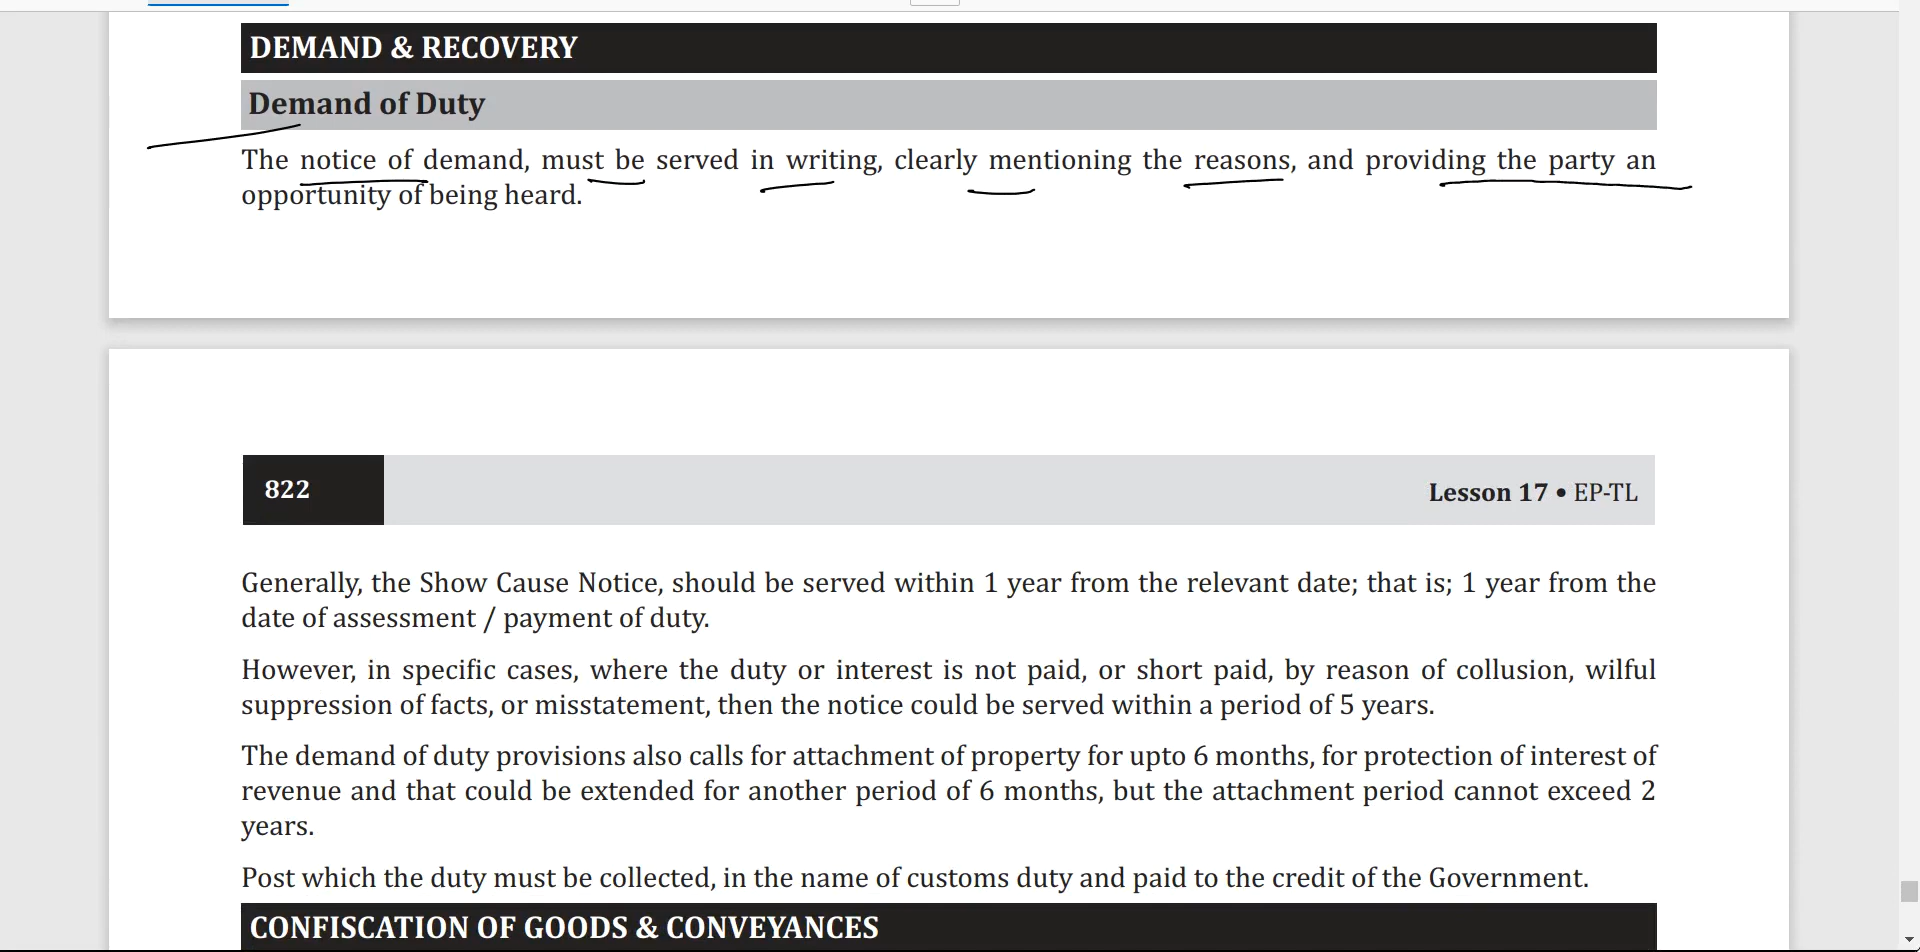 DEMAND & RECOVERY
Demand of Duty
The notice of demand, must be served in writing, clearly mentioning the reasons, and providing the party an
opportunity of being heard.
822
Lesson 17 • EP-TL
Generally, the Show Cause Notice, should be served within 1 year from the relevant date; that is; 1 year from the
date of assessment / payment of duty.
However, in specific cases, where the duty or interest is not paid, or short paid, by reason of collusion, wilful
suppression of facts, or misstatement, then the notice could be served within a period of 5 years.
The demand of duty provisions also calls for attachment of property for upto 6 months, for protection of interest of
revenue and that could be extended for another period of 6 months, but the attachment period cannot exceed 2
years.
Post which the duty must be collected, in the name of customs duty and paid to the credit of the Government.
CONFISCATION OF GOODS & CONVEYANCES